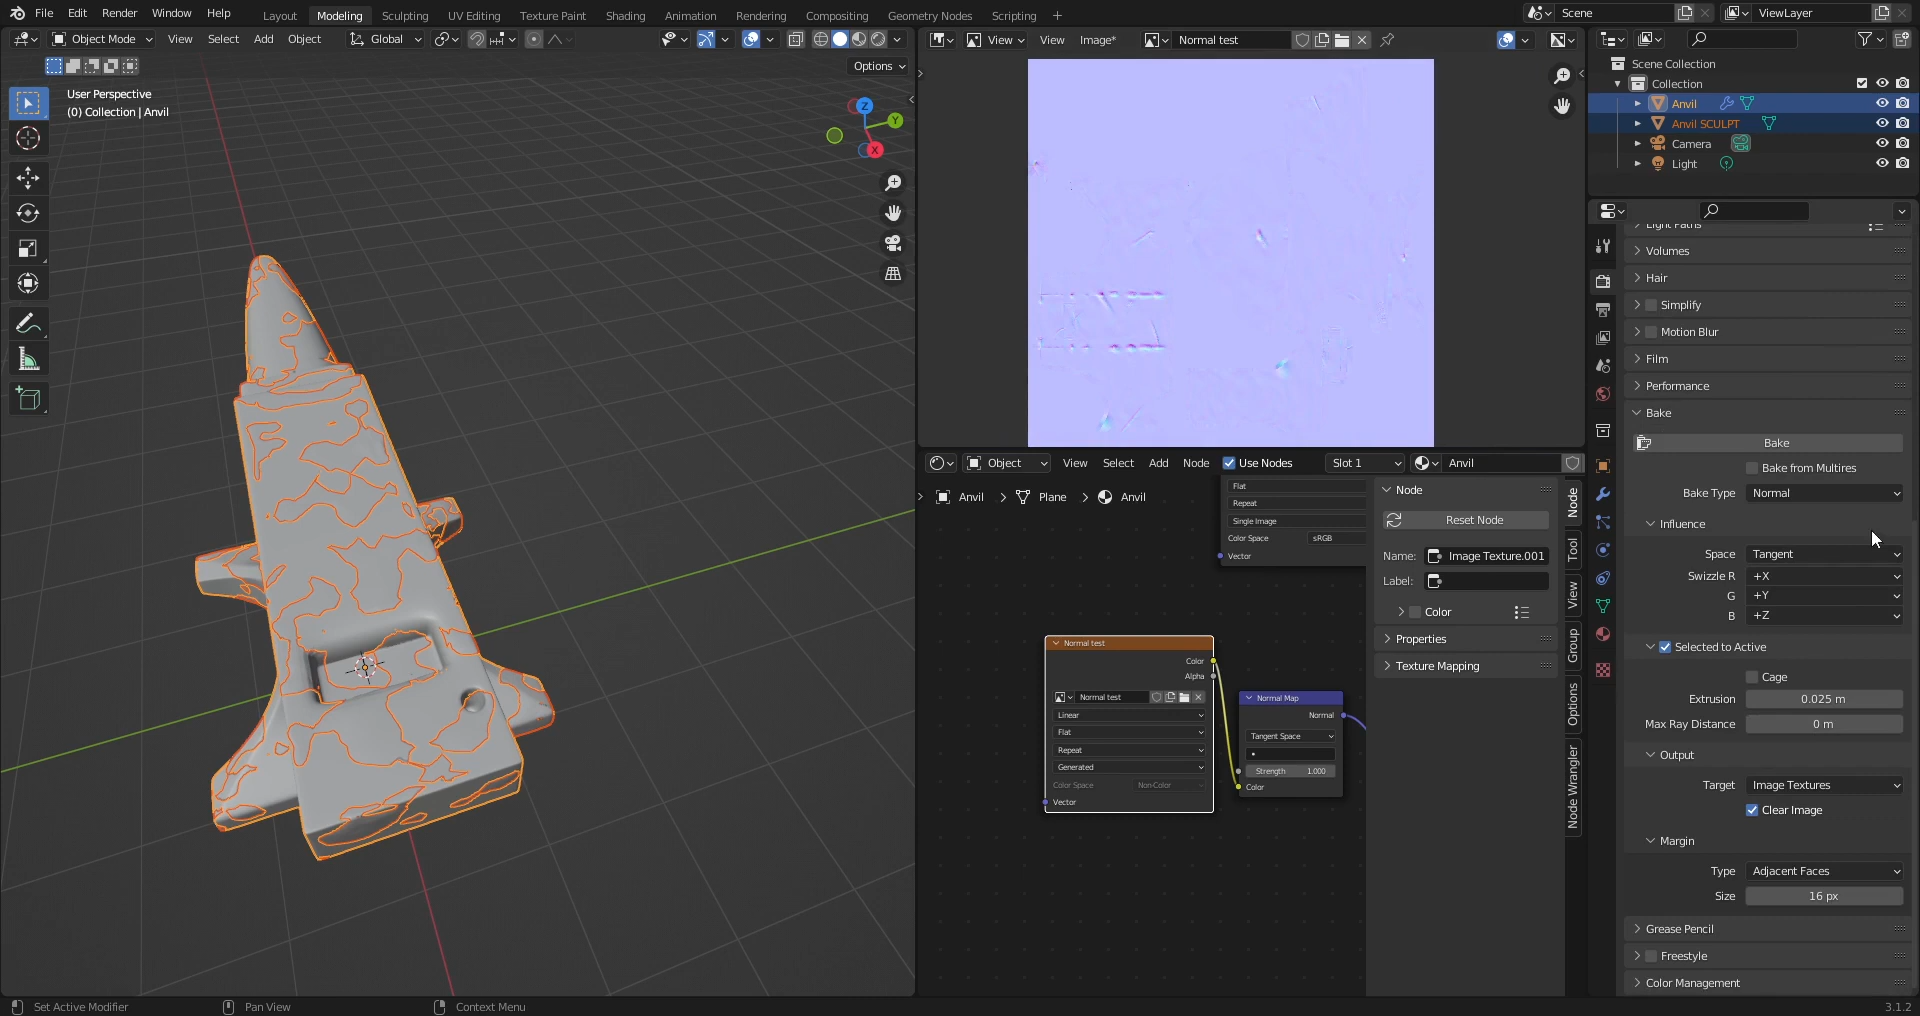 File Edit Render Window Help
Layout Modeling Sculpting UV Editing Texture Paint Shading Animation Rendering Compositing Geometry Nodes Scripting +
Scene
ViewLayer
Object Mode View Select Add Object Global
Options
User Perspective
(0) Collection | Anvil
Z
Y
X
View View Image* Normal test
Scene Collection
Collection
Anvil
Anvil SCULPT
Camera
Light
Object View Select Add Node Use Nodes Slot 1 Anvil
Anvil > Plane > Anvil
Flat
Repeat
Single Image
Color Space sRGB
Vector
Normal test
Color
Alpha
Normal test
Linear
Flat
Repeat
Generated
Color Space Non-Color
Vector
Normal Map
Normal
Tangent Space
Strength 1.000
Color
Node
Reset Node
Name: Image Texture.001
Label:
Color
Properties
Texture Mapping
Node
Tool
View
Group
Options
Node Wrangler
Light Paths
Volumes
Hair
Simplify
Motion Blur
Film
Performance
Bake
Bake
Bake from Multires
Bake Type Normal
Influence
Space Tangent
Swizzle R +X
G +Y
B +Z
Selected to Active
Cage
Extrusion 0.025 m
Max Ray Distance 0 m
Output
Target Image Textures
Clear Image
Margin
Type Adjacent Faces
Size 16 px
Grease Pencil
Freestyle
Color Management
Set Active Modifier Pan View Context Menu 3.1.2